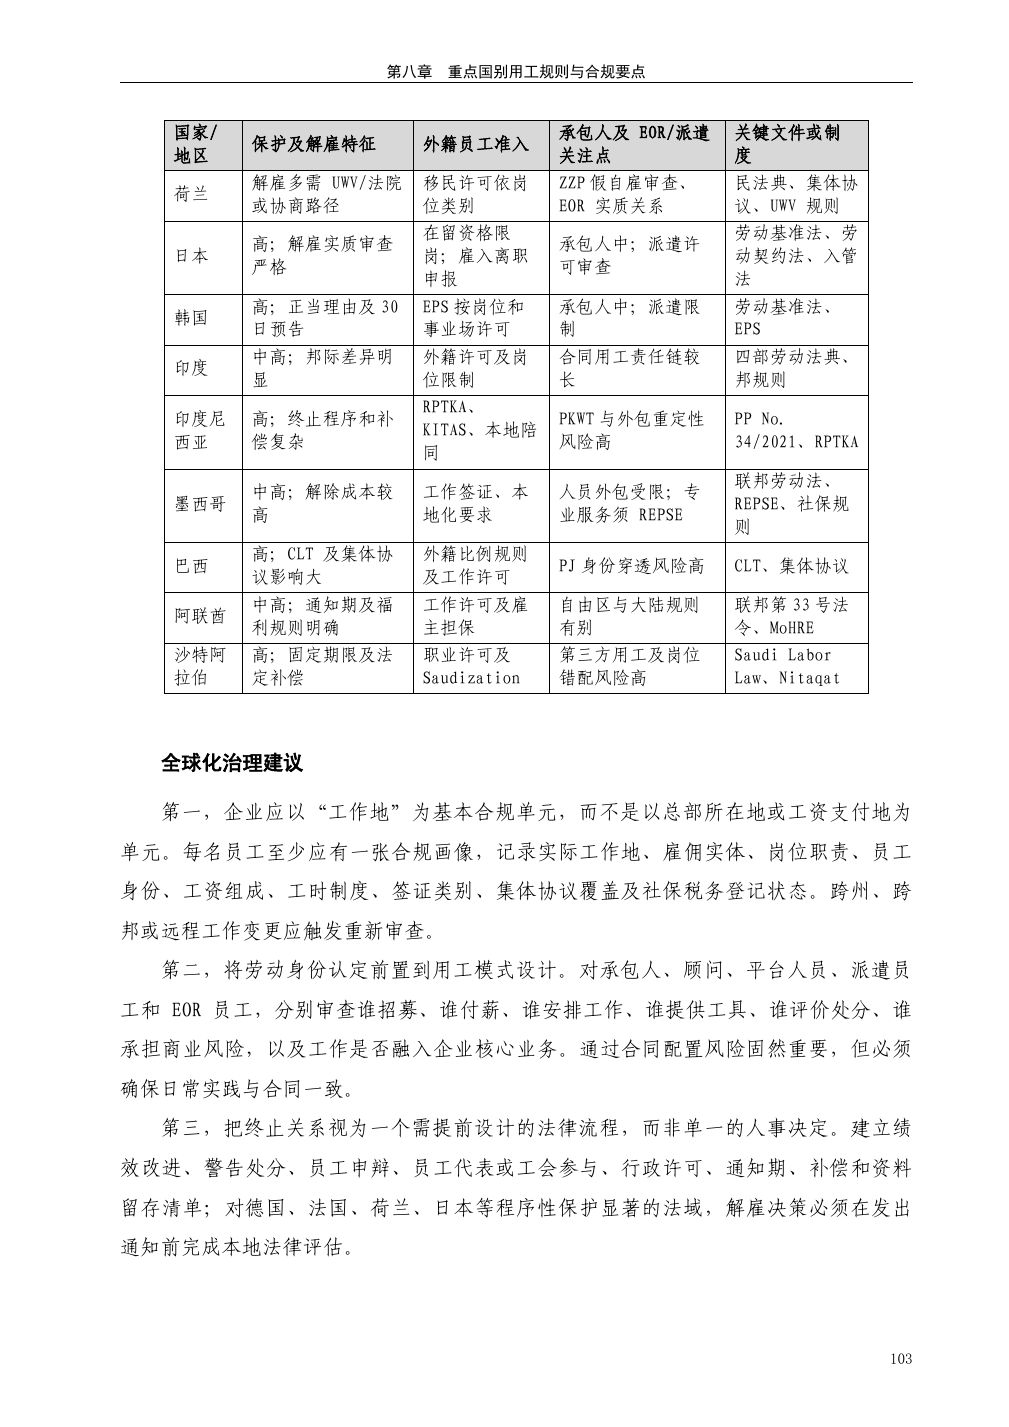 第八章　重点国别用工规则与合规要点
国家/地区 保护及解雇特征 外籍员工准入 承包人及 EOR/派遣关注点 关键文件或制度
荷兰 解雇多需 UWV/法院或协商路径 移民许可依岗位类别 ZZP 假自雇审查、EOR 实质关系 民法典、集体协议、UWV 规则
日本 高；解雇实质审查严格 在留资格限岗；雇入离职申报 承包人中；派遣许可审查 劳动基准法、劳动契约法、入管法
韩国 高；正当理由及 30 日预告 EPS 按岗位和事业场许可 承包人中；派遣限制 劳动基准法、EPS
印度 中高；邦际差异明显 外籍许可及岗位限制 合同用工责任链较长 四部劳动法典、邦规则
印度尼西亚 高；终止程序和补偿复杂 RPTKA、KITAS、本地陪同 PKWT 与外包重定性风险高 PP No. 34/2021、RPTKA
墨西哥 中高；解除成本较高 工作签证、本地化要求 人员外包受限；专业服务须 REPSE 联邦劳动法、REPSE、社保规则
巴西 高；CLT 及集体协议影响大 外籍比例规则及工作许可 PJ 身份穿透风险高 CLT、集体协议
阿联酋 中高；通知期及福利规则明确 工作许可及雇主担保 自由区与大陆规则有别 联邦第 33 号法令、MoHRE
沙特阿拉伯 高；固定期限及法定补偿 职业许可及 Saudization 第三方用工及岗位错配风险高 Saudi Labor Law、Nitaqat
全球化治理建议
第一，企业应以“工作地”为基本合规单元，而不是以总部所在地或工资支付地为
单元。每名员工至少应有一张合规画像，记录实际工作地、雇佣实体、岗位职责、员工
身份、工资组成、工时制度、签证类别、集体协议覆盖及社保税务登记状态。跨州、跨
邦或远程工作变更应触发重新审查。
第二，将劳动身份认定前置到用工模式设计。对承包人、顾问、平台人员、派遣员
工和 EOR 员工，分别审查谁招募、谁付薪、谁安排工作、谁提供工具、谁评价处分、谁
承担商业风险，以及工作是否融入企业核心业务。通过合同配置风险固然重要，但必须
确保日常实践与合同一致。
第三，把终止关系视为一个需提前设计的法律流程，而非单一的人事决定。建立绩
效改进、警告处分、员工申辩、员工代表或工会参与、行政许可、通知期、补偿和资料
留存清单；对德国、法国、荷兰、日本等程序性保护显著的法域，解雇决策必须在发出
通知前完成本地法律评估。
103